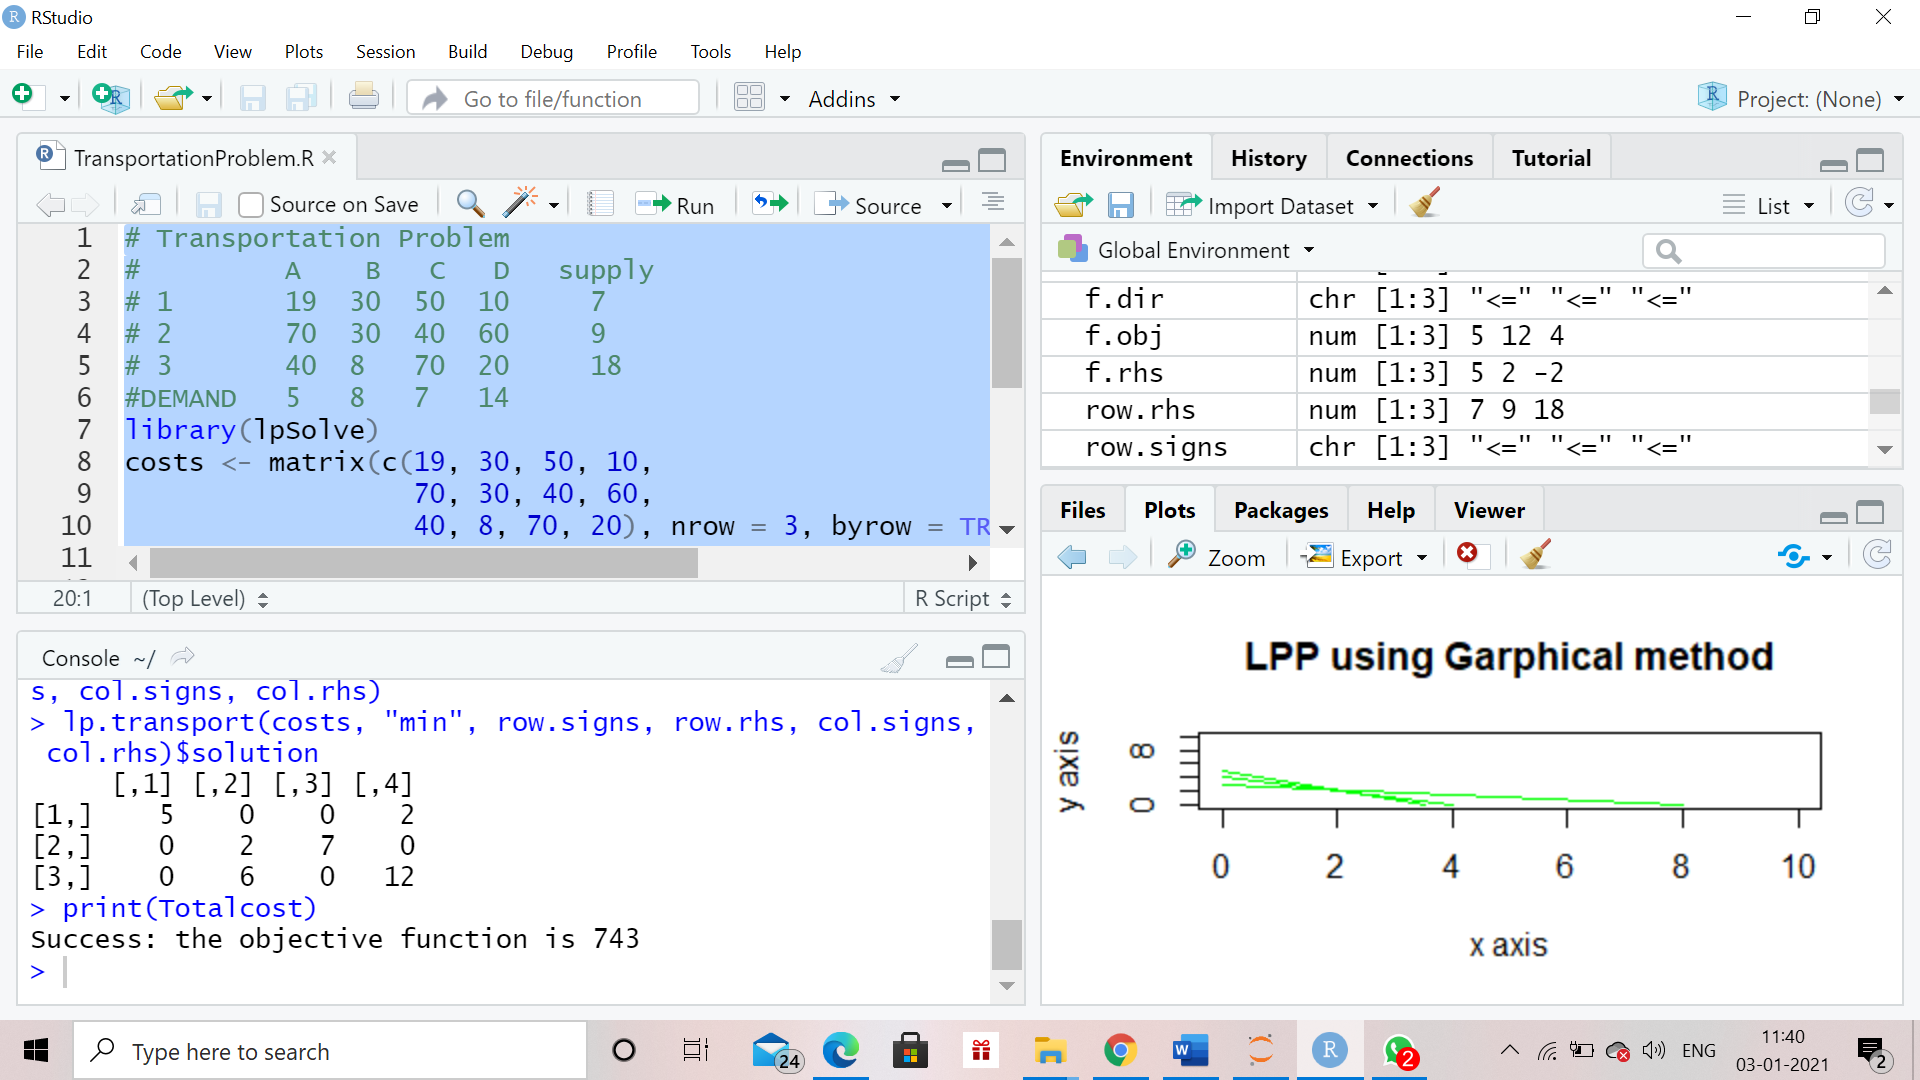 RStudio
File Edit Code View Plots Session Build Debug Profile Tools Help
Go to file/function Addins Project: (None)
TransportationProblem.R
Source on Save Run Source
1 # Transportation Problem
2 # A B C D supply
3 # 1 19 30 50 10 7
4 # 2 70 30 40 60 9
5 # 3 40 8 70 20 18
6 #DEMAND 5 8 7 14
7 library(lpSolve)
8 costs <- matrix(c(19, 30, 50, 10,
9 70, 30, 40, 60,
10 40, 8, 70, 20), nrow = 3, byrow = TR
11
20:1 (Top Level) R Script
Console ~/
s, col.signs, col.rhs)
> lp.transport(costs, "min", row.signs, row.rhs, col.signs,
col.rhs)$solution
[,1] [,2] [,3] [,4]
[1,] 5 0 0 2
[2,] 0 2 7 0
[3,] 0 6 0 12
> print(Totalcost)
Success: the objective function is 743
>
Environment History Connections Tutorial
Import Dataset List
Global Environment
f.dir chr [1:3] "<=" "<=" "<="
f.obj num [1:3] 5 12 4
f.rhs num [1:3] 5 2 -2
row.rhs num [1:3] 7 9 18
row.signs chr [1:3] "<=" "<=" "<="
Files Plots Packages Help Viewer
Zoom Export
LPP using Garphical method
y axis
8
0
0 2 4 6 8 10
x axis
Type here to search
24
W
R
2
ENG
11:40
03-01-2021
2